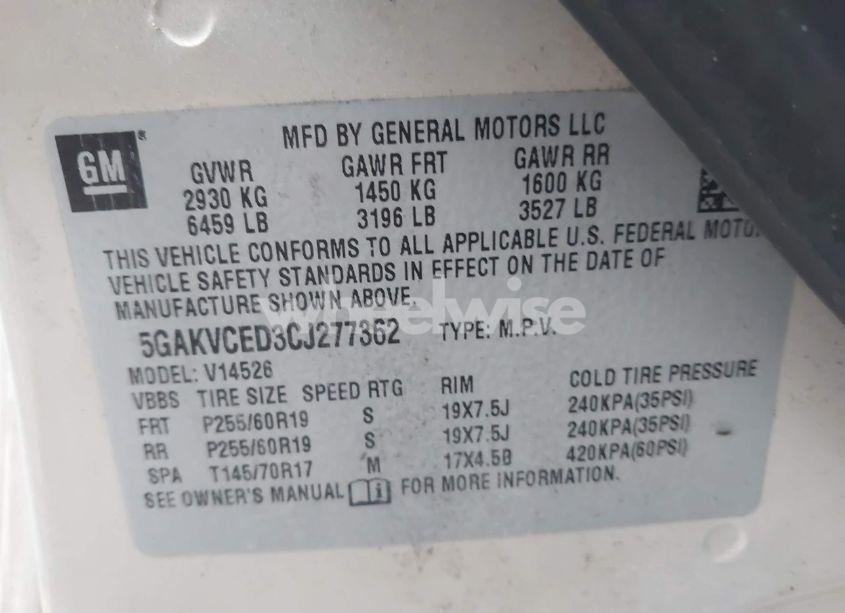 MFD BY GENERAL MOTORS LLC
GM ®
GVWR GAWR FRT GAWR RR
2930 KG 1450 KG 1600 KG
6459 LB 3196 LB 3527 LB
THIS VEHICLE CONFORMS TO ALL APPLICABLE U.S. FEDERAL MOTO
VEHICLE SAFETY STANDARDS IN EFFECT ON THE DATE OF
MANUFACTURE SHOWN ABOVE.
wheelwise
5GAKVCED3CJ277362 TYPE: M.P.V.
MODEL: V14526
VBBS TIRE SIZE SPEED RTG RIM COLD TIRE PRESSURE
FRT P255/60R19 S 19X7.5J 240KPA(35PSI)
RR P255/60R19 S 19X7.5J 240KPA(35PSI)
SPA T145/70R17 M 17X4.5B 420KPA(60PSI)
SEE OWNER'S MANUAL FOR MORE INFORMATION.